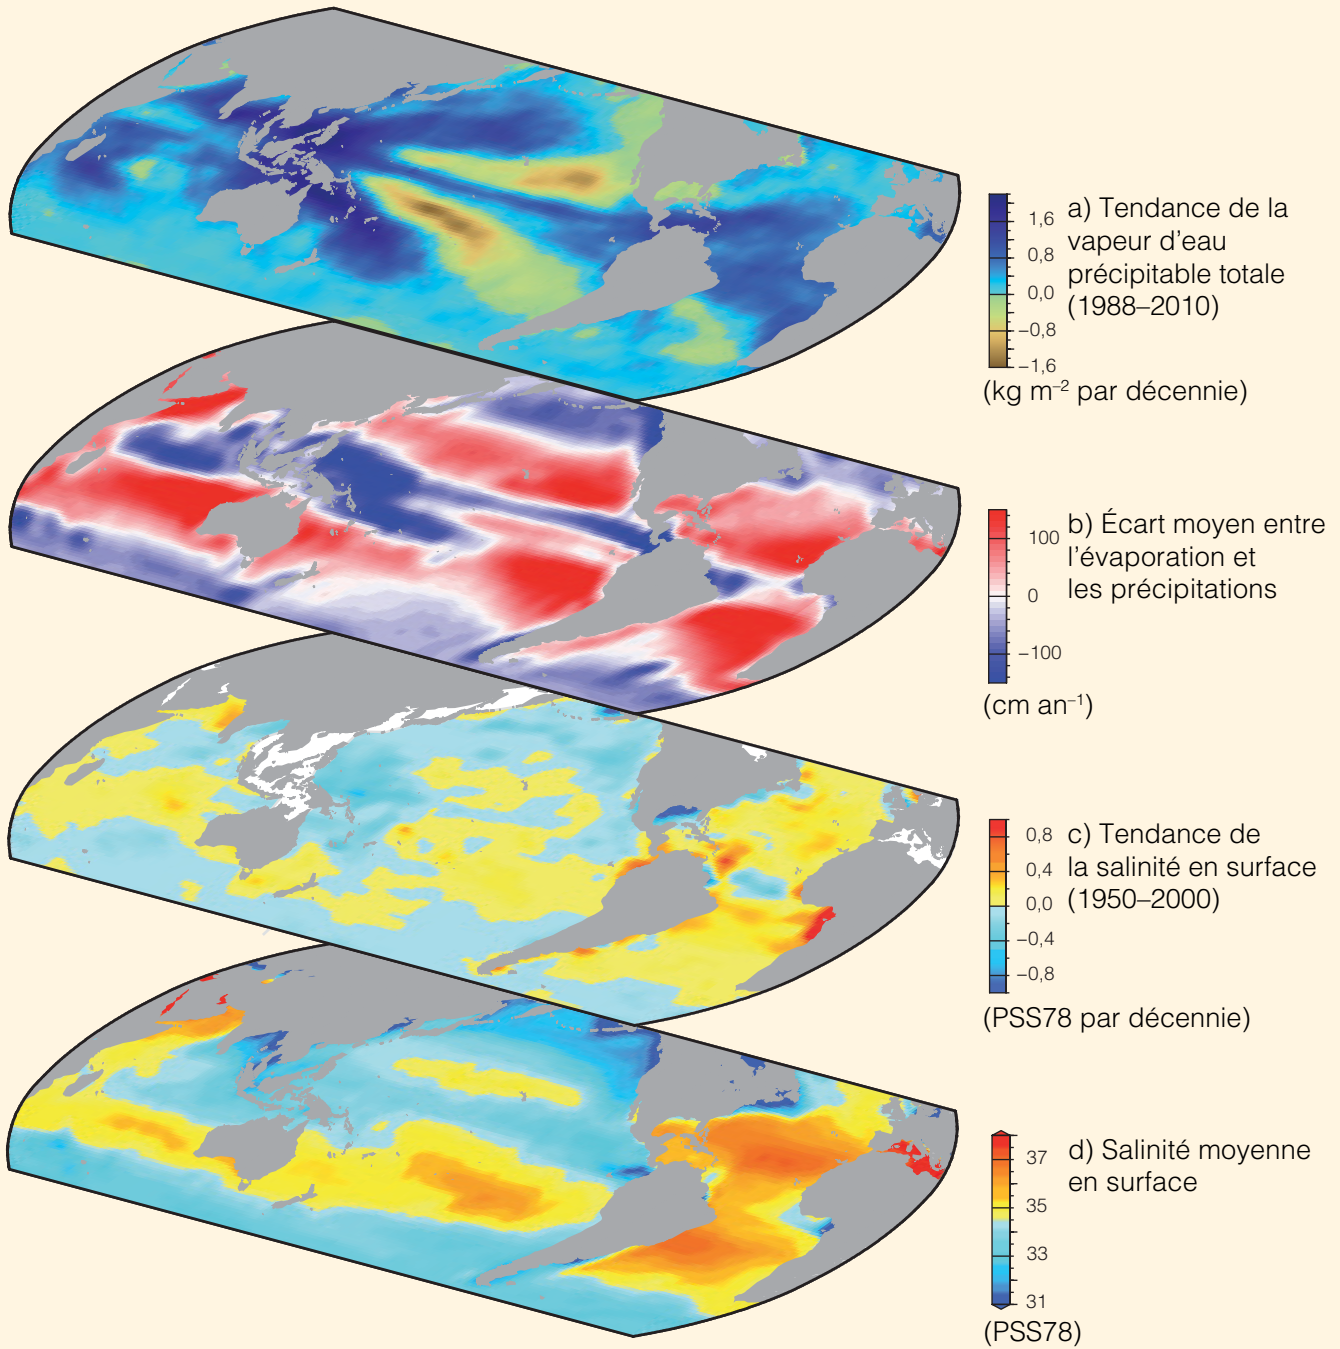 1,6
0,8
0,0
−0,8
−1,6
a) Tendance de la
vapeur d'eau
précipitable totale
(1988–2010)
(kg m⁻² par décennie)
100
0
−100
b) Écart moyen entre
l'évaporation et
les précipitations
(cm an⁻¹)
0,8
0,4
0,0
−0,4
−0,8
c) Tendance de
la salinité en surface
(1950–2000)
(PSS78 par décennie)
37
35
33
31
d) Salinité moyenne
en surface
(PSS78)